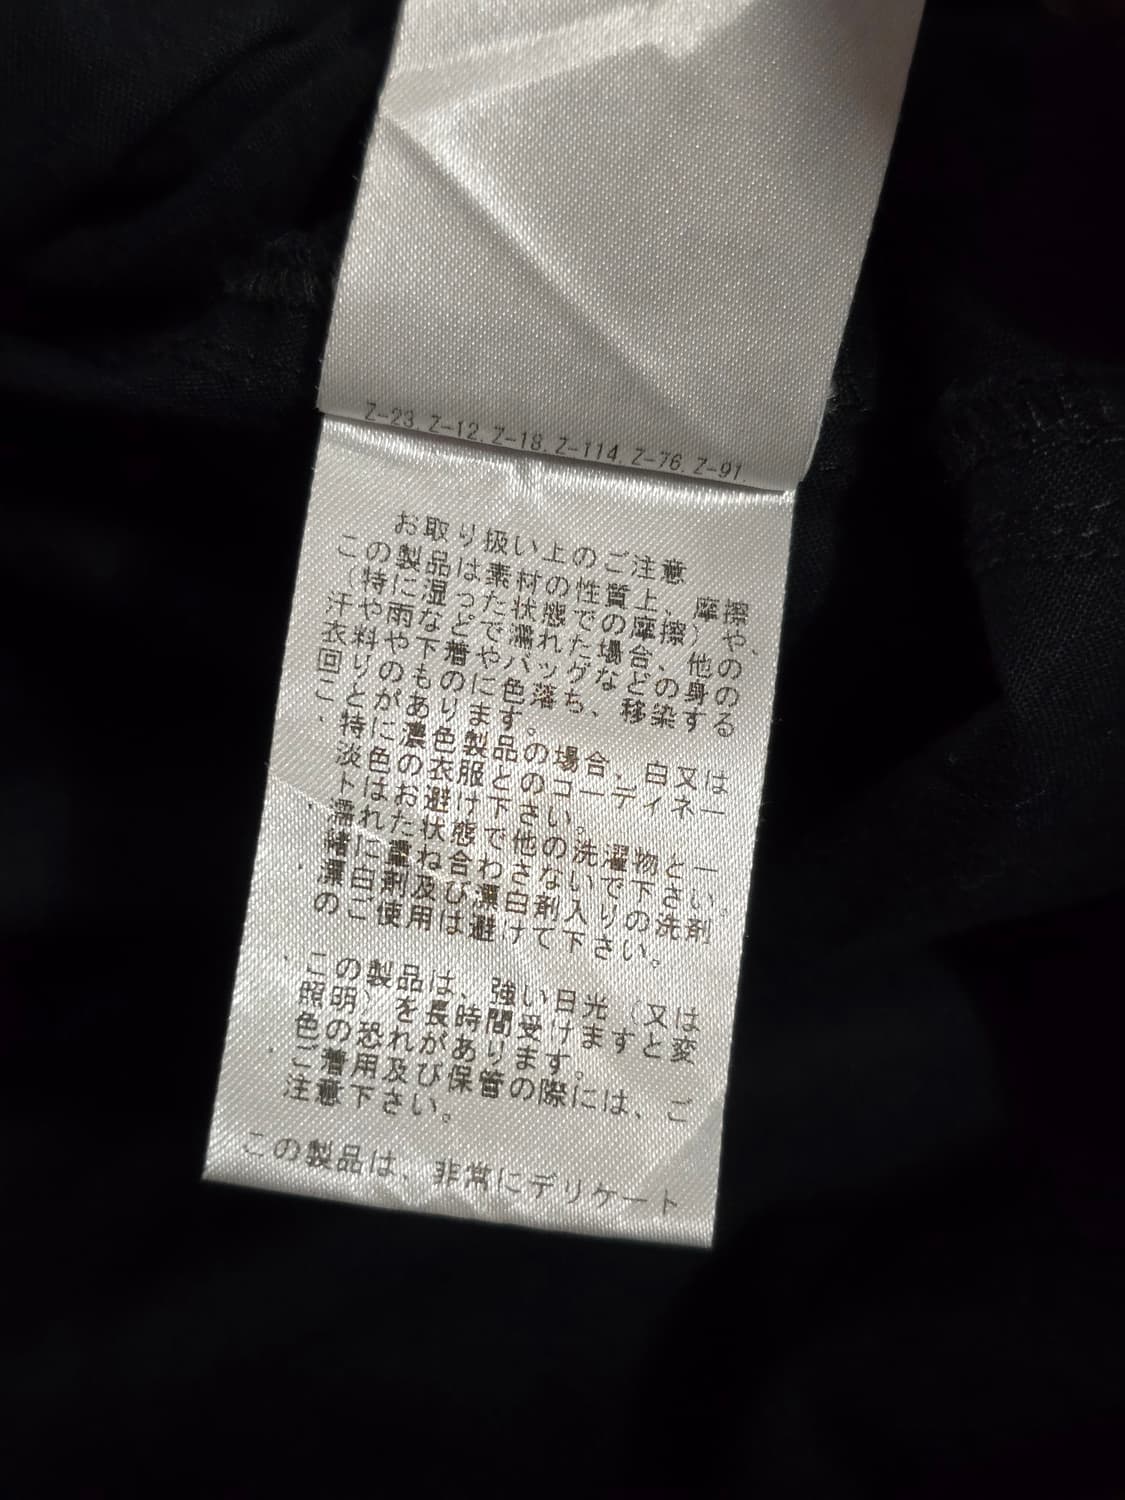 Z-23. Z-12. Z-18. Z-114. Z-76. Z-91.
お取り扱い上のご注意
この製品は素材の性質上、摩擦
（特に湿った状態での摩擦）や、
汗や雨などで濡れた場合、他の
衣料や下着やバッグなどの身の
回りのものに色落ち、移染する
ことがあります。
・特に濃色製品の場合、白又は
淡色の衣服とのコーディネー
トはお避け下さい。
・濡れた状態で他の洗濯物と一
緒に重ね合わさないで下さい。
・漂白剤及び漂白剤入りの洗剤
のご使用は避けて下さい。
・この製品は、強い日光（又は
照明）を長時間受けますと変
色の恐れがあります。
・ご着用及び保管の際には、ご
注意下さい。
この製品は、非常にデリケート